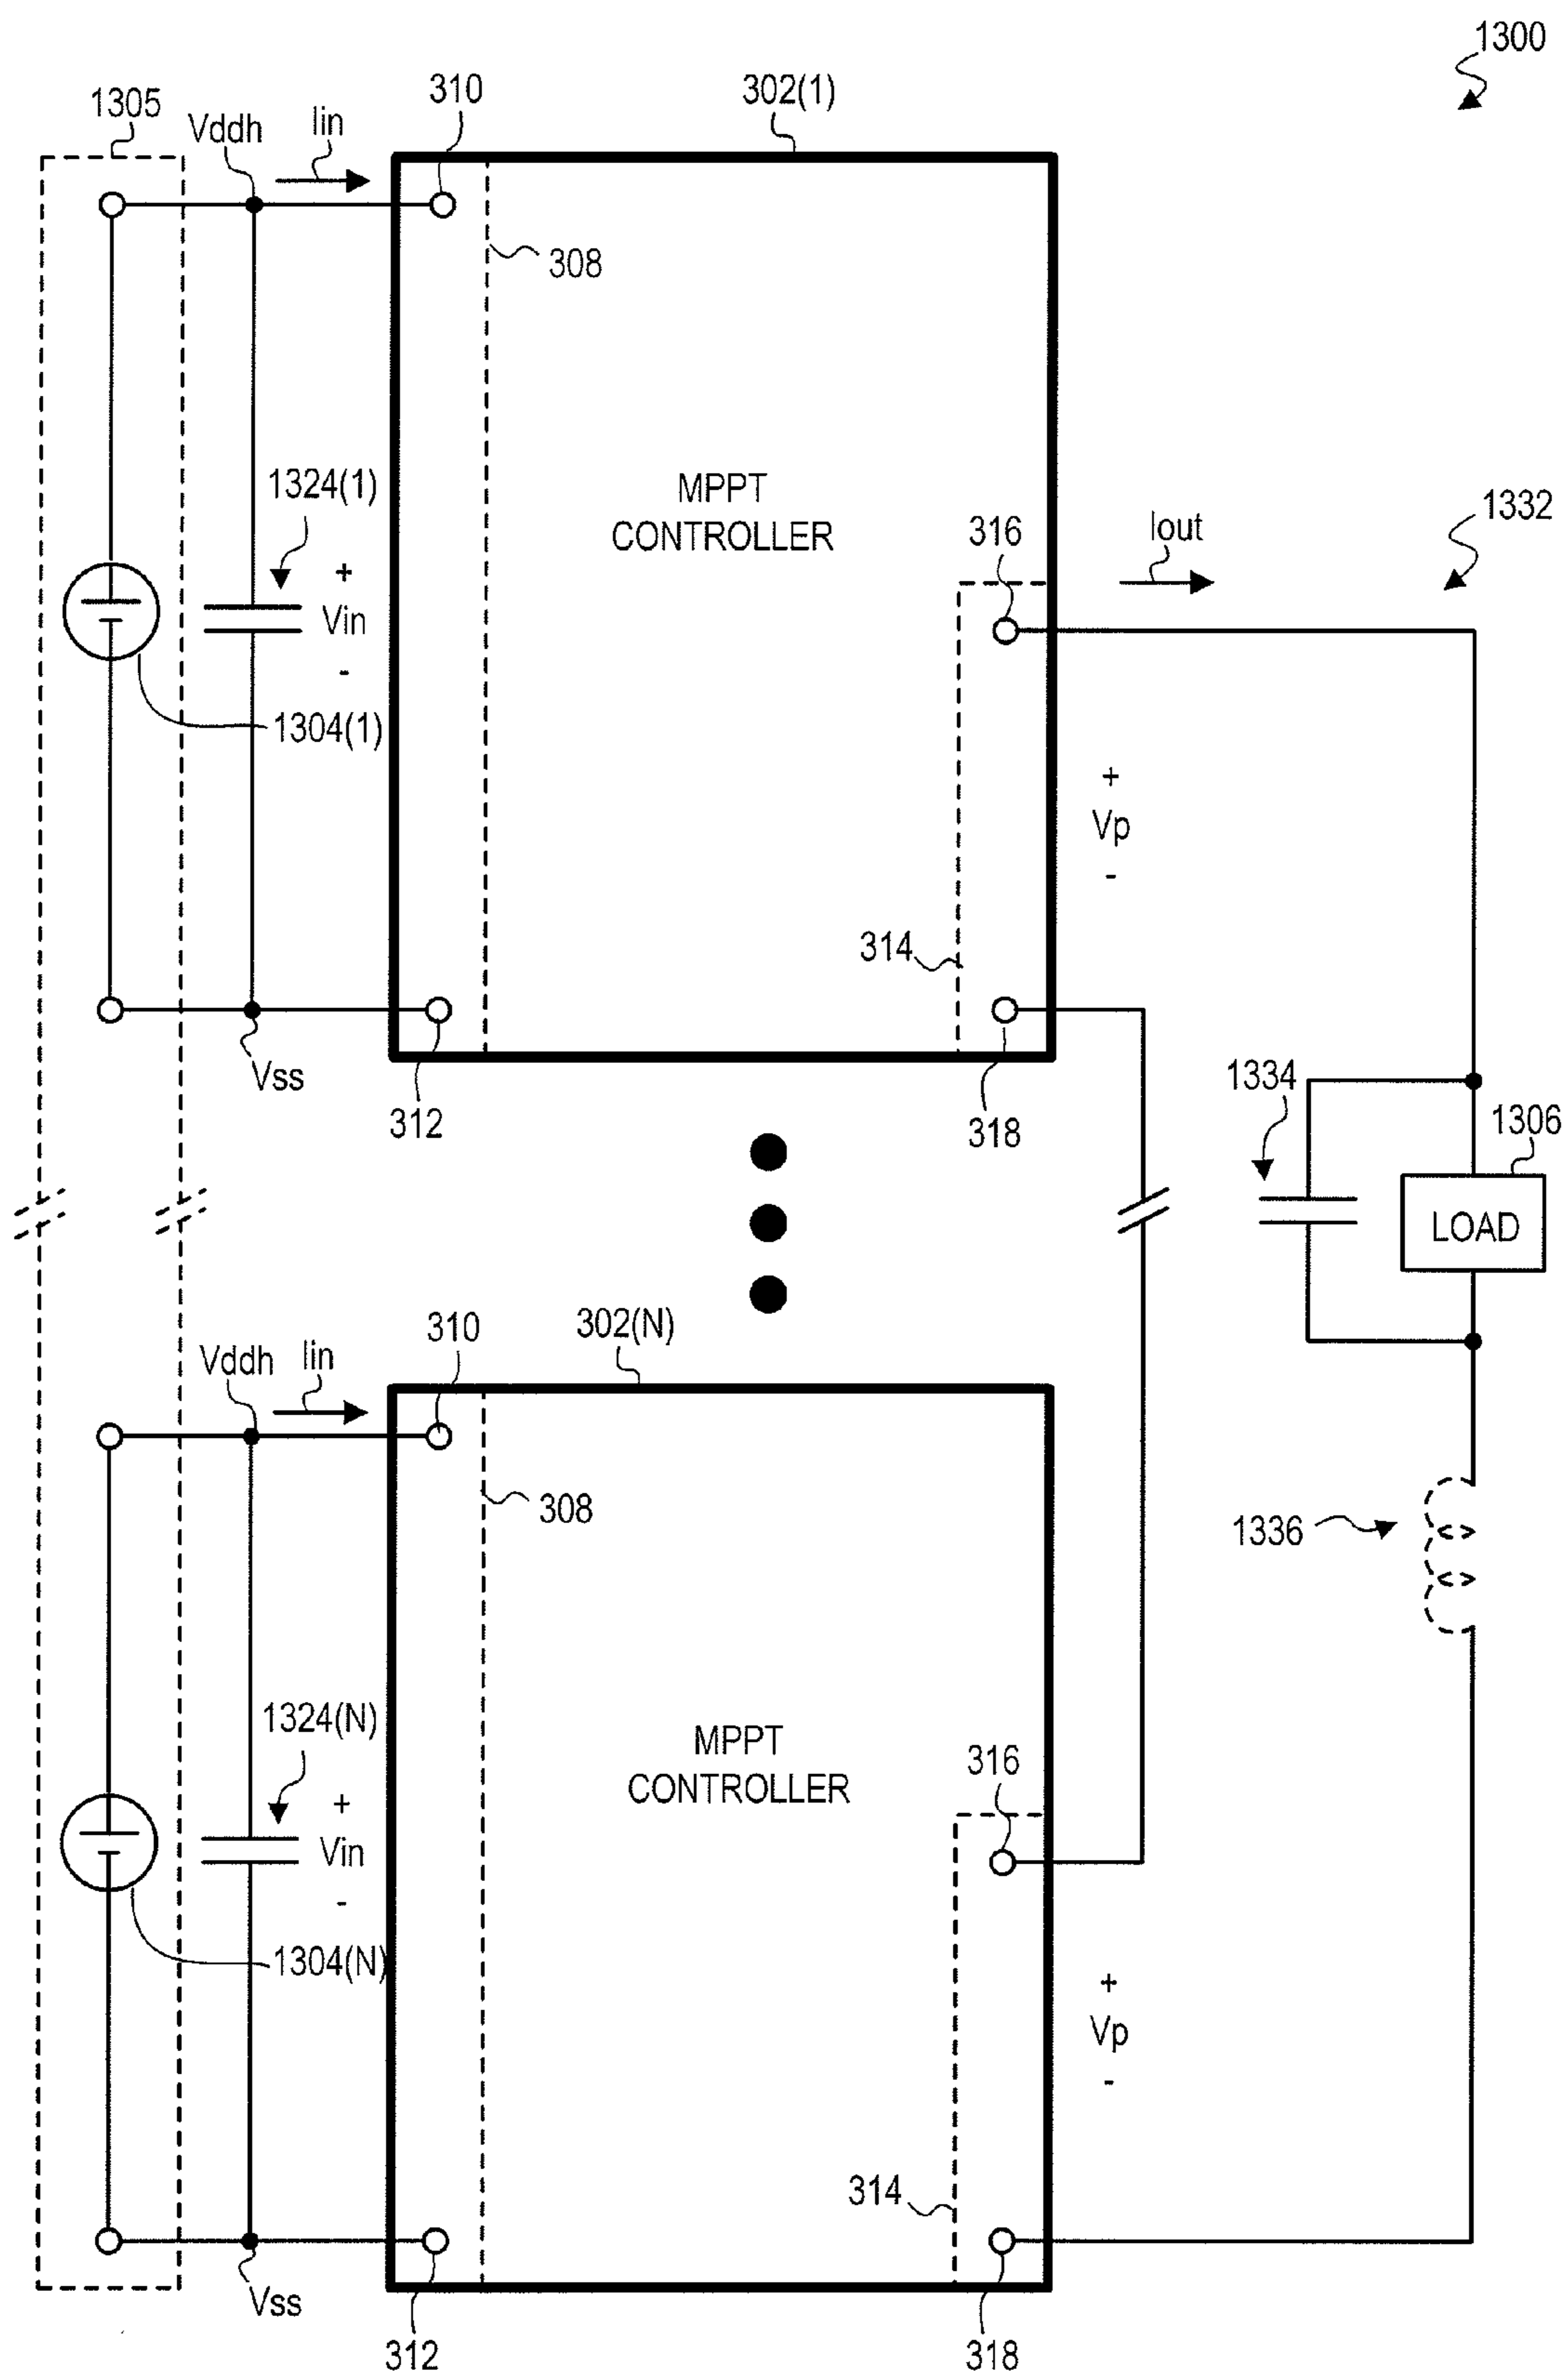 1300
1305
Vddh
Iin
310
302(1)
308
1324(1)
+
Vin
-
1304(1)
MPPT
CONTROLLER
316
Iout
1332
+
Vp
-
314
Vss
312
318
1334
1306
LOAD
Vddh
Iin
310
302(N)
308
1336
1324(N)
+
Vin
-
1304(N)
MPPT
CONTROLLER
316
+
Vp
-
314
Vss
312
318